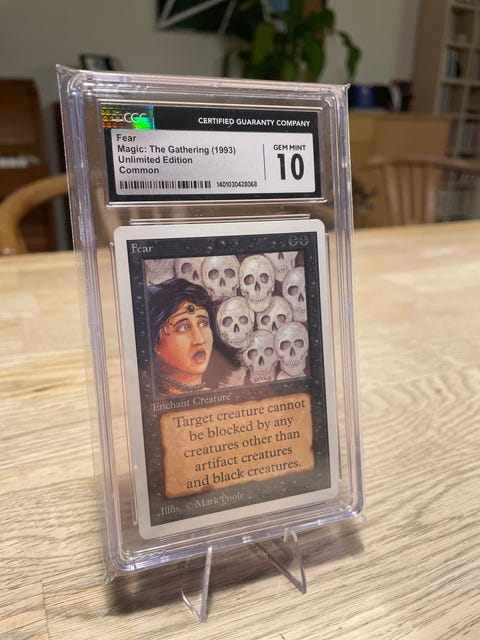 CGC
CERTIFIED GUARANTY COMPANY
Fear
Magic: The Gathering (1993)
Unlimited Edition
Common
GEM MINT
10
1401030428068
Fear
Enchant Creature
Target creature cannot
be blocked by any
creatures other than
artifact creatures
and black creatures.
Illus. © Mark Poole